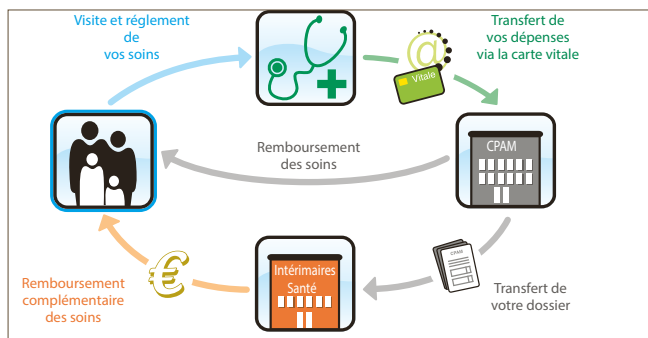 Visite et réglement
de
vos soins
Transfert de
vos dépenses
via la carte vitale
@
Vitale
Remboursement
des soins
CPAM
CPAM
Intérimaires
Santé
€
Remboursement
complémentaire
des soins
Transfert de
votre dossier